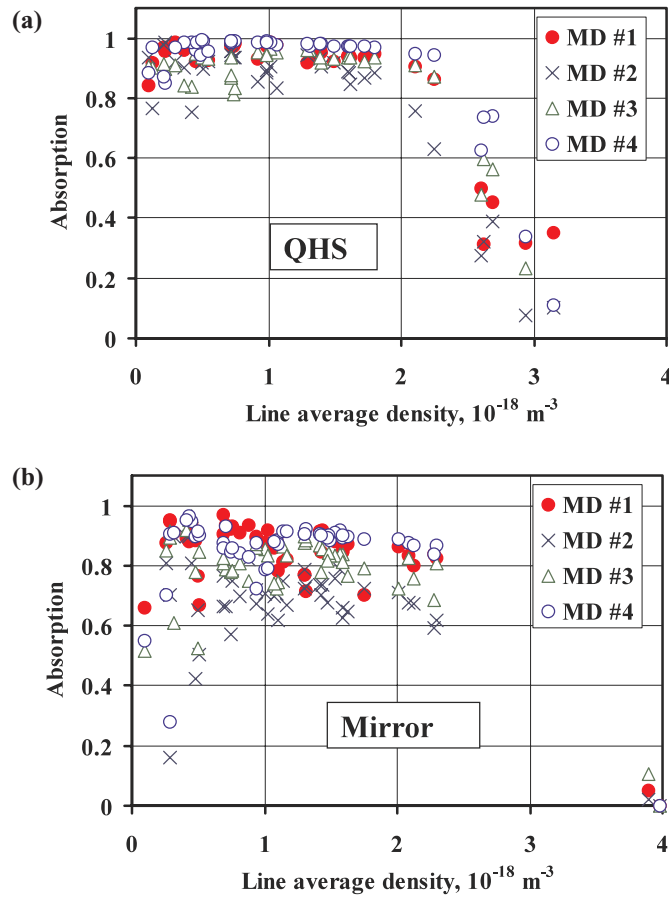 (a)
1
0.8
0.6
0.4
0.2
0
Absorption
MD #1
MD #2
MD #3
MD #4
QHS
0 1 2 3 4
Line average density, 10⁻¹⁸ m⁻³
(b)
1
0.8
0.6
0.4
0.2
0
Absorption
MD #1
MD #2
MD #3
MD #4
Mirror
0 1 2 3 4
Line average density, 10⁻¹⁸ m⁻³